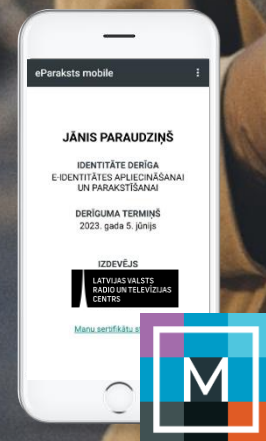 eParaksts mobile
JĀNIS PARAUDZIŅŠ
IDENTITĀTE DERĪGA
E-IDENTITĀTES APLIECINĀŠANAI
UN PARAKSTĪŠANAI
DERĪGUMA TERMIŅŠ
2023. gada 5. jūnijs
IZDEVĒJS
LATVIJAS VALSTS
RADIO UN TELEVĪZIJAS
CENTRS
Manu sertifikātu
M